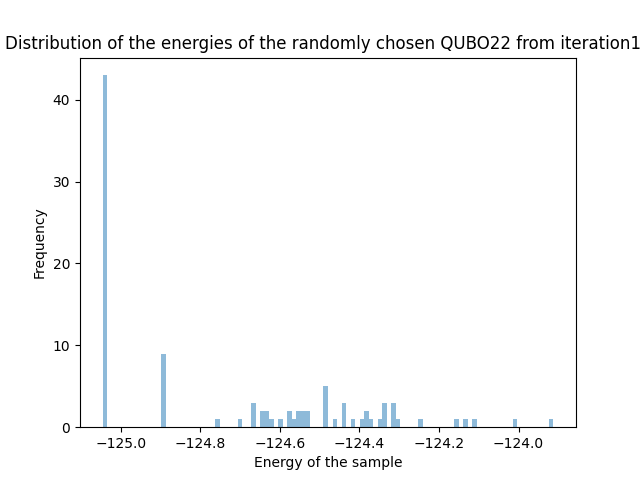 Distribution of the energies of the randomly chosen QUBO22 from iteration1
40
30
20
10
0
Frequency
−125.0 −124.8 −124.6 −124.4 −124.2 −124.0
Energy of the sample